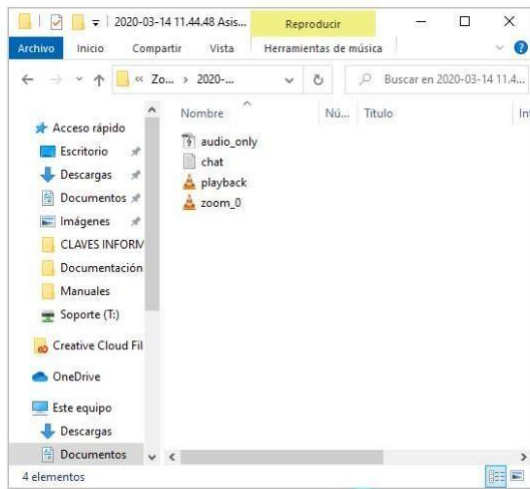 2020-03-14 11.44.48 Asis...
Reproducir
Archivo Inicio Compartir Vista Herramientas de música
Zo... > 2020-...
Buscar en 2020-03-14 11.4...
Nombre Nú... Título Int
Acceso rápido
Escritorio
Descargas
Documentos
Imágenes
CLAVES INFORM
Documentación
Manuales
Soporte (T:)
Creative Cloud Fil
OneDrive
Este equipo
Descargas
Documentos
audio_only
chat
playback
zoom_0
4 elementos